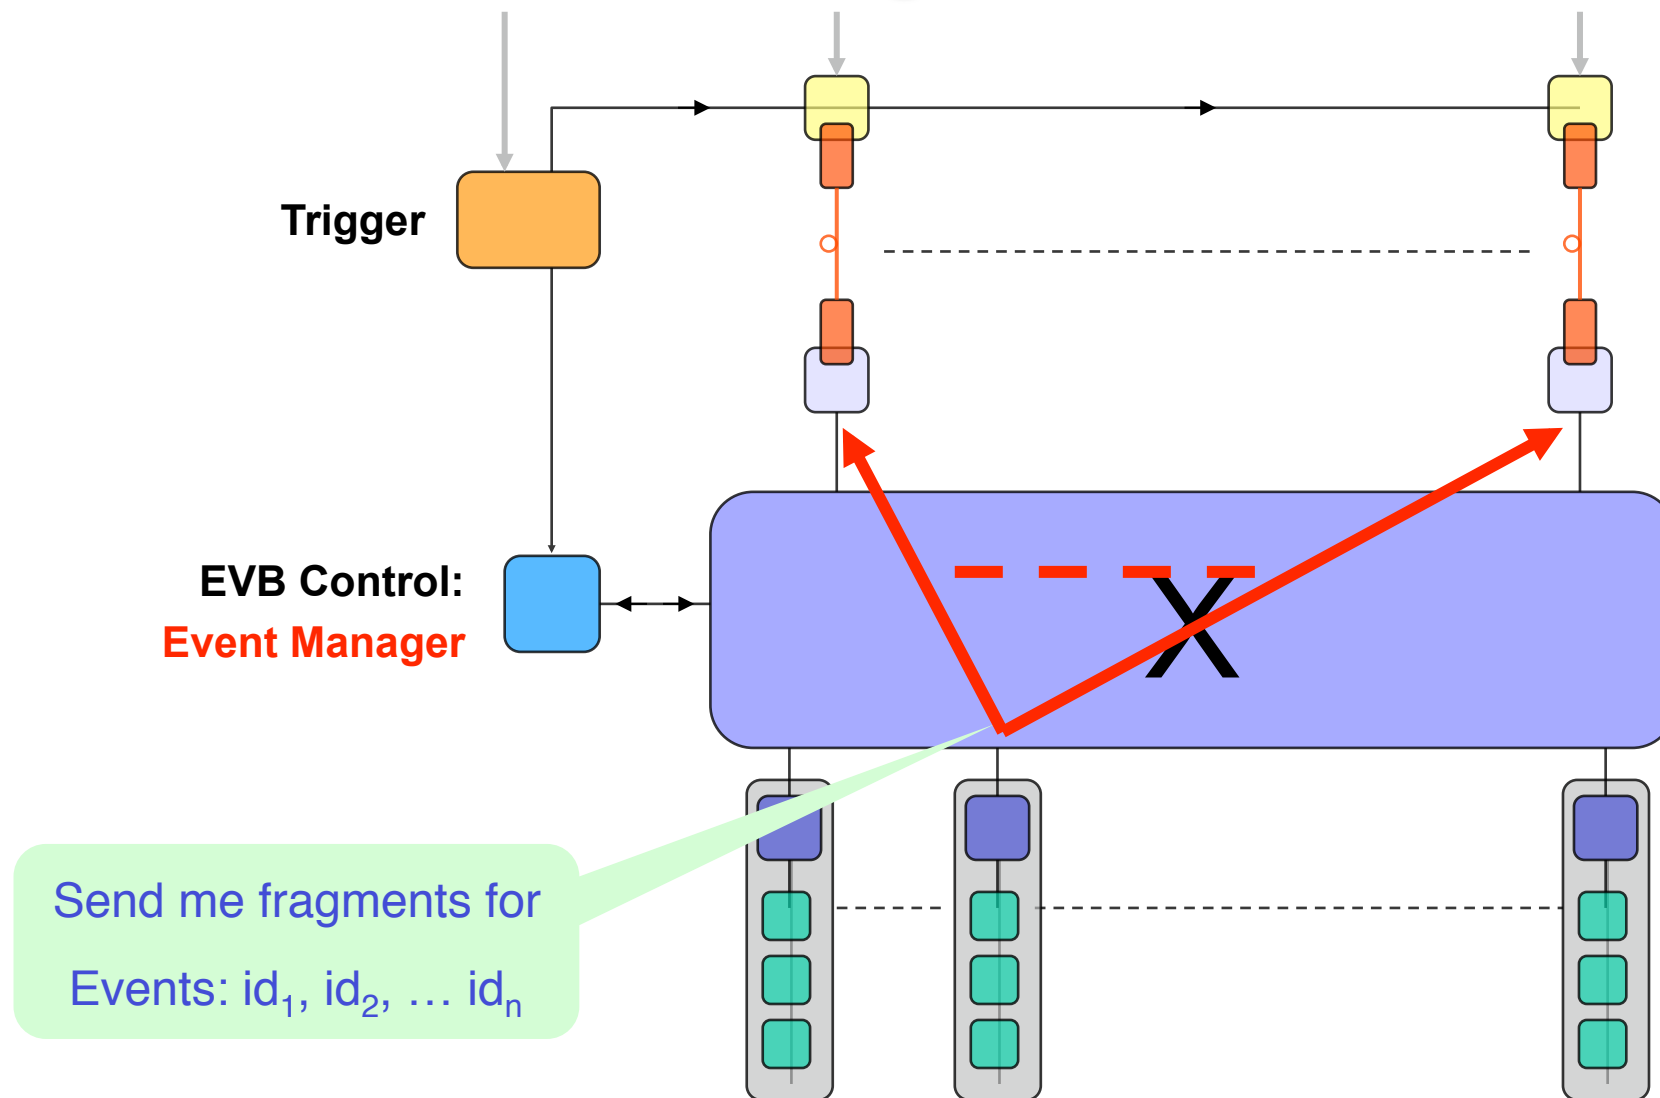 Trigger
EVB Control:
Event Manager
X
Send me fragments for
Events: id₁, id₂, … idₙ